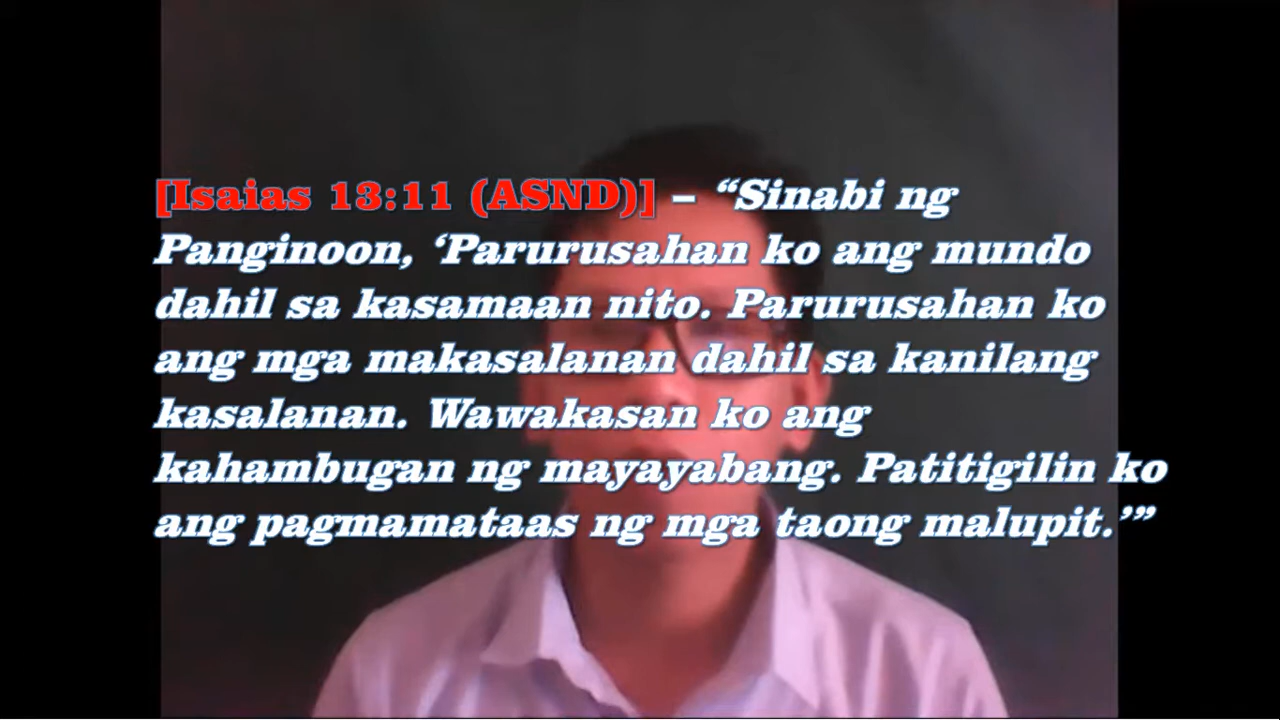 [Isaias 13:11 (ASND)] – “Sinabi ng
Panginoon, ‘Parurusahan ko ang mundo
dahil sa kasamaan nito. Parurusahan ko
ang mga makasalanan dahil sa kanilang
kasalanan. Wawakasan ko ang
kahambugan ng mayayabang. Patitigilin ko
ang pagmamataas ng mga taong malupit.’”